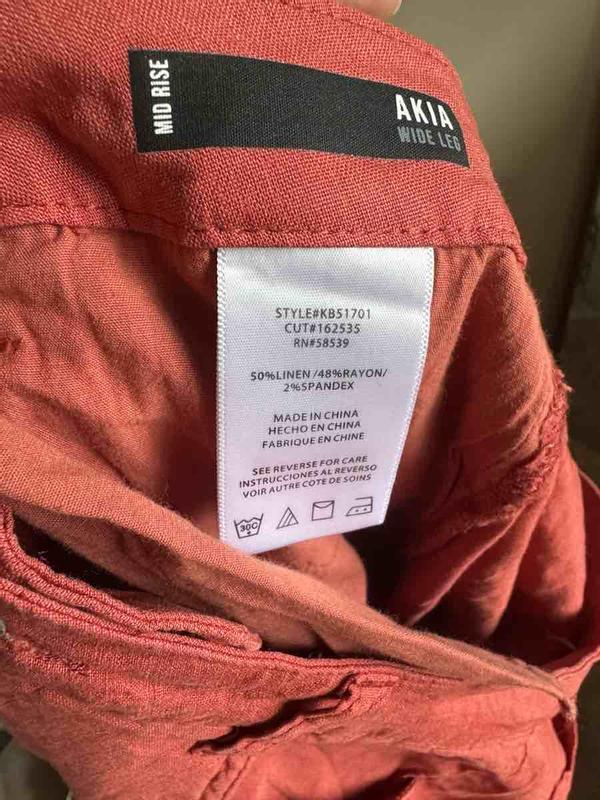 MID RISE
AKIA
WIDE LEG
STYLE#KB51701
CUT#162535
RN#58539
50%LINEN /48%RAYON/
2%SPANDEX
MADE IN CHINA
HECHO EN CHINA
FABRIQUE EN CHINE
SEE REVERSE FOR CARE
INSTRUCCIONES AL REVERSO
VOIR AUTRE COTE DE SOINS
30C